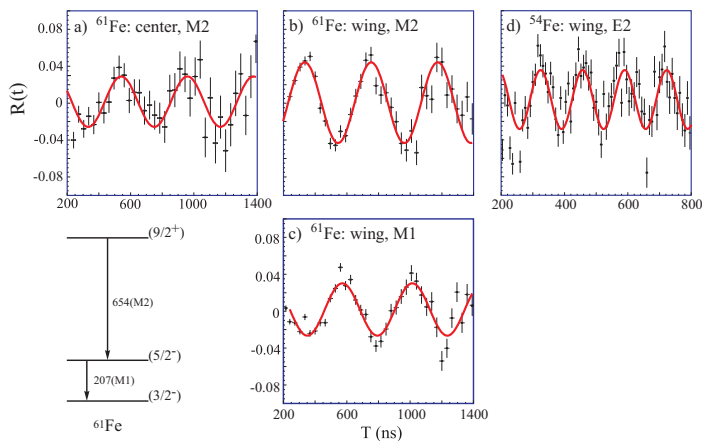 a) ⁶¹Fe: center, M2
b) ⁶¹Fe: wing, M2
d) ⁵⁴Fe: wing, E2
R(t)
0.08
0.04
0
-0.04
-0.08
200 600 1000 1400
200 400 600 800
c) ⁶¹Fe: wing, M1
0.08
0.04
0
-0.04
-0.08
200 600 1000 1400
T (ns)
(9/2⁺)
654(M2)
(5/2⁻)
207(M1)
(3/2⁻)
⁶¹Fe